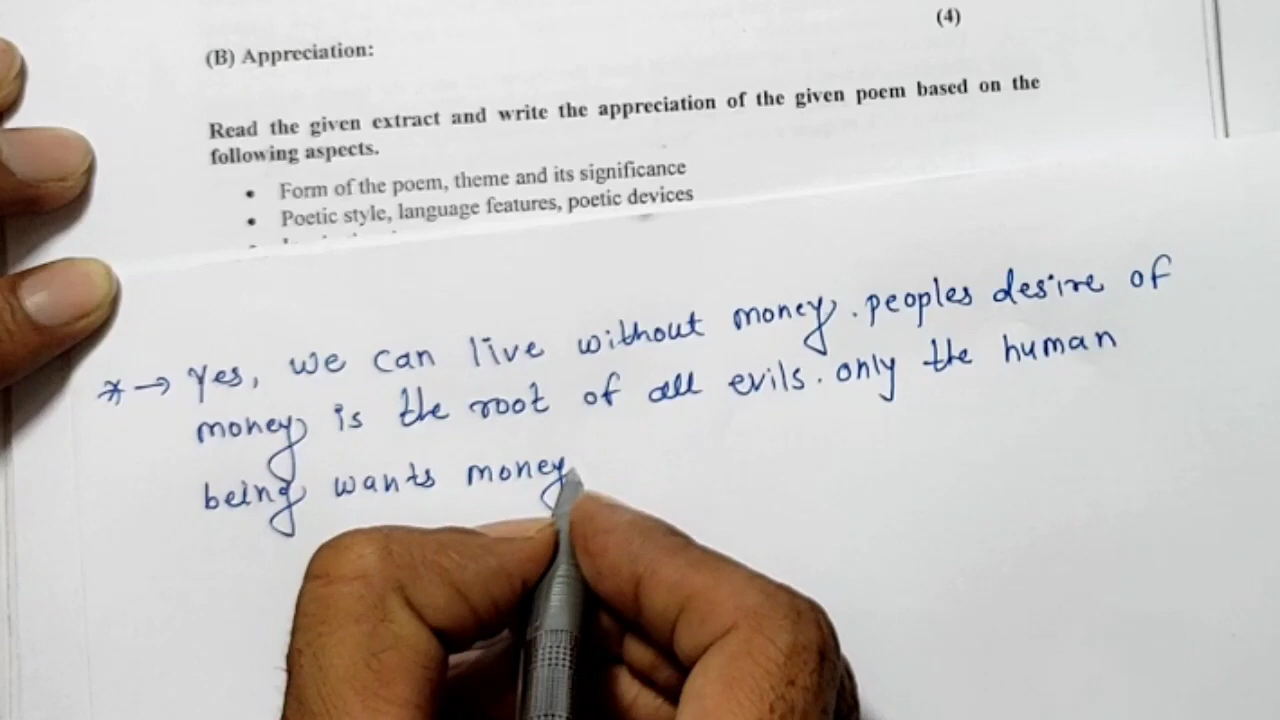 (4)
(B) Appreciation:
Read the given extract and write the appreciation of the given poem based on the
following aspects.
• Form of the poem, theme and its significance
• Poetic style, language features, poetic devices
*→ Yes, we can live without money. peoples desire of
money is the root of all evils. only the human
being wants money